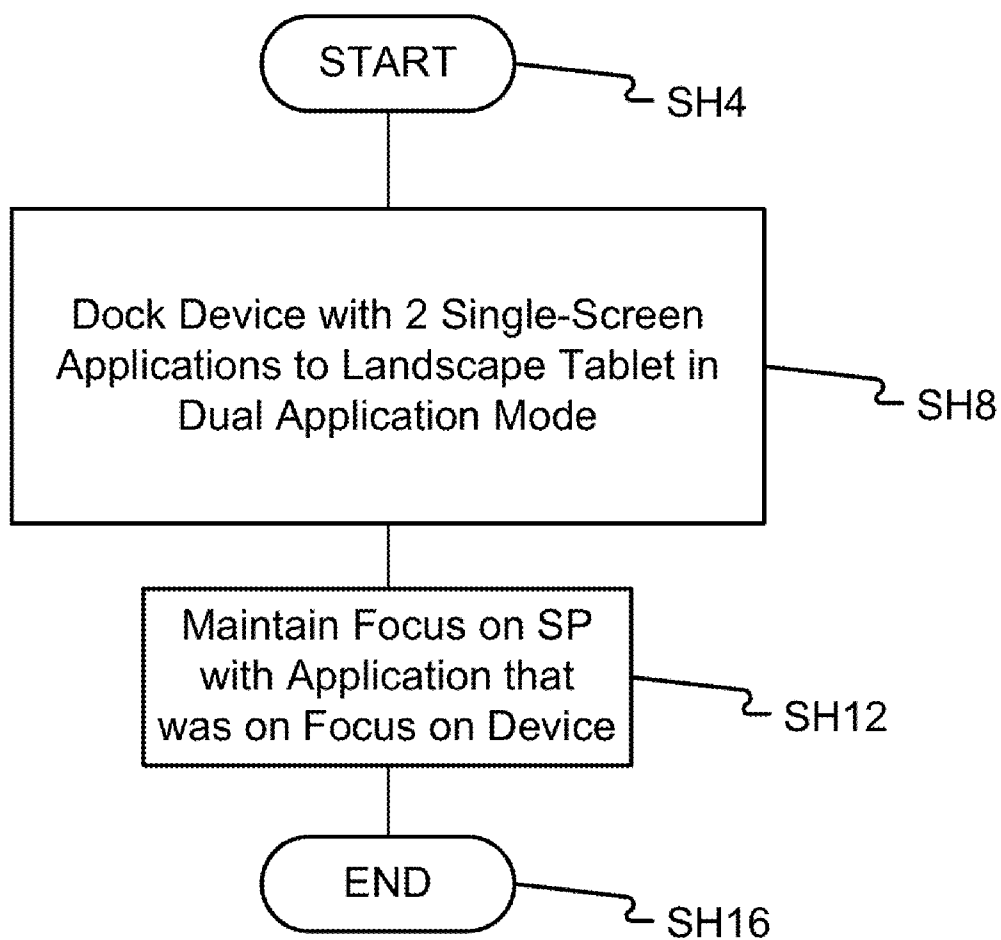 START
SH4
Dock Device with 2 Single-Screen
Applications to Landscape Tablet in
Dual Application Mode
SH8
Maintain Focus on SP
with Application that
was on Focus on Device
SH12
END
SH16